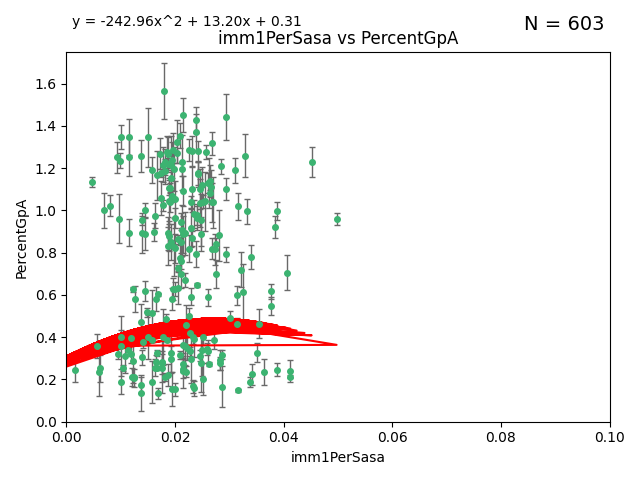 y = -242.96x^2 + 13.20x + 0.31
N = 603
imm1PerSasa vs PercentGpA
PercentGpA
1.6
1.4
1.2
1.0
0.8
0.6
0.4
0.2
0.0
0.00 0.02 0.04 0.06 0.08 0.10
imm1PerSasa